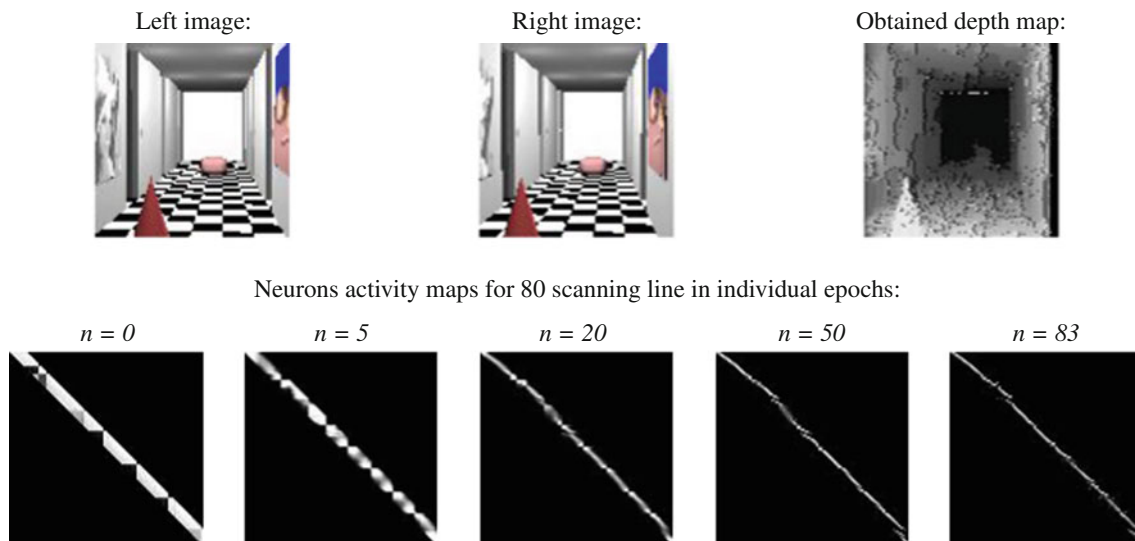 Left image:
Right image:
Obtained depth map:
Neurons activity maps for 80 scanning line in individual epochs:
n = 0
n = 5
n = 20
n = 50
n = 83